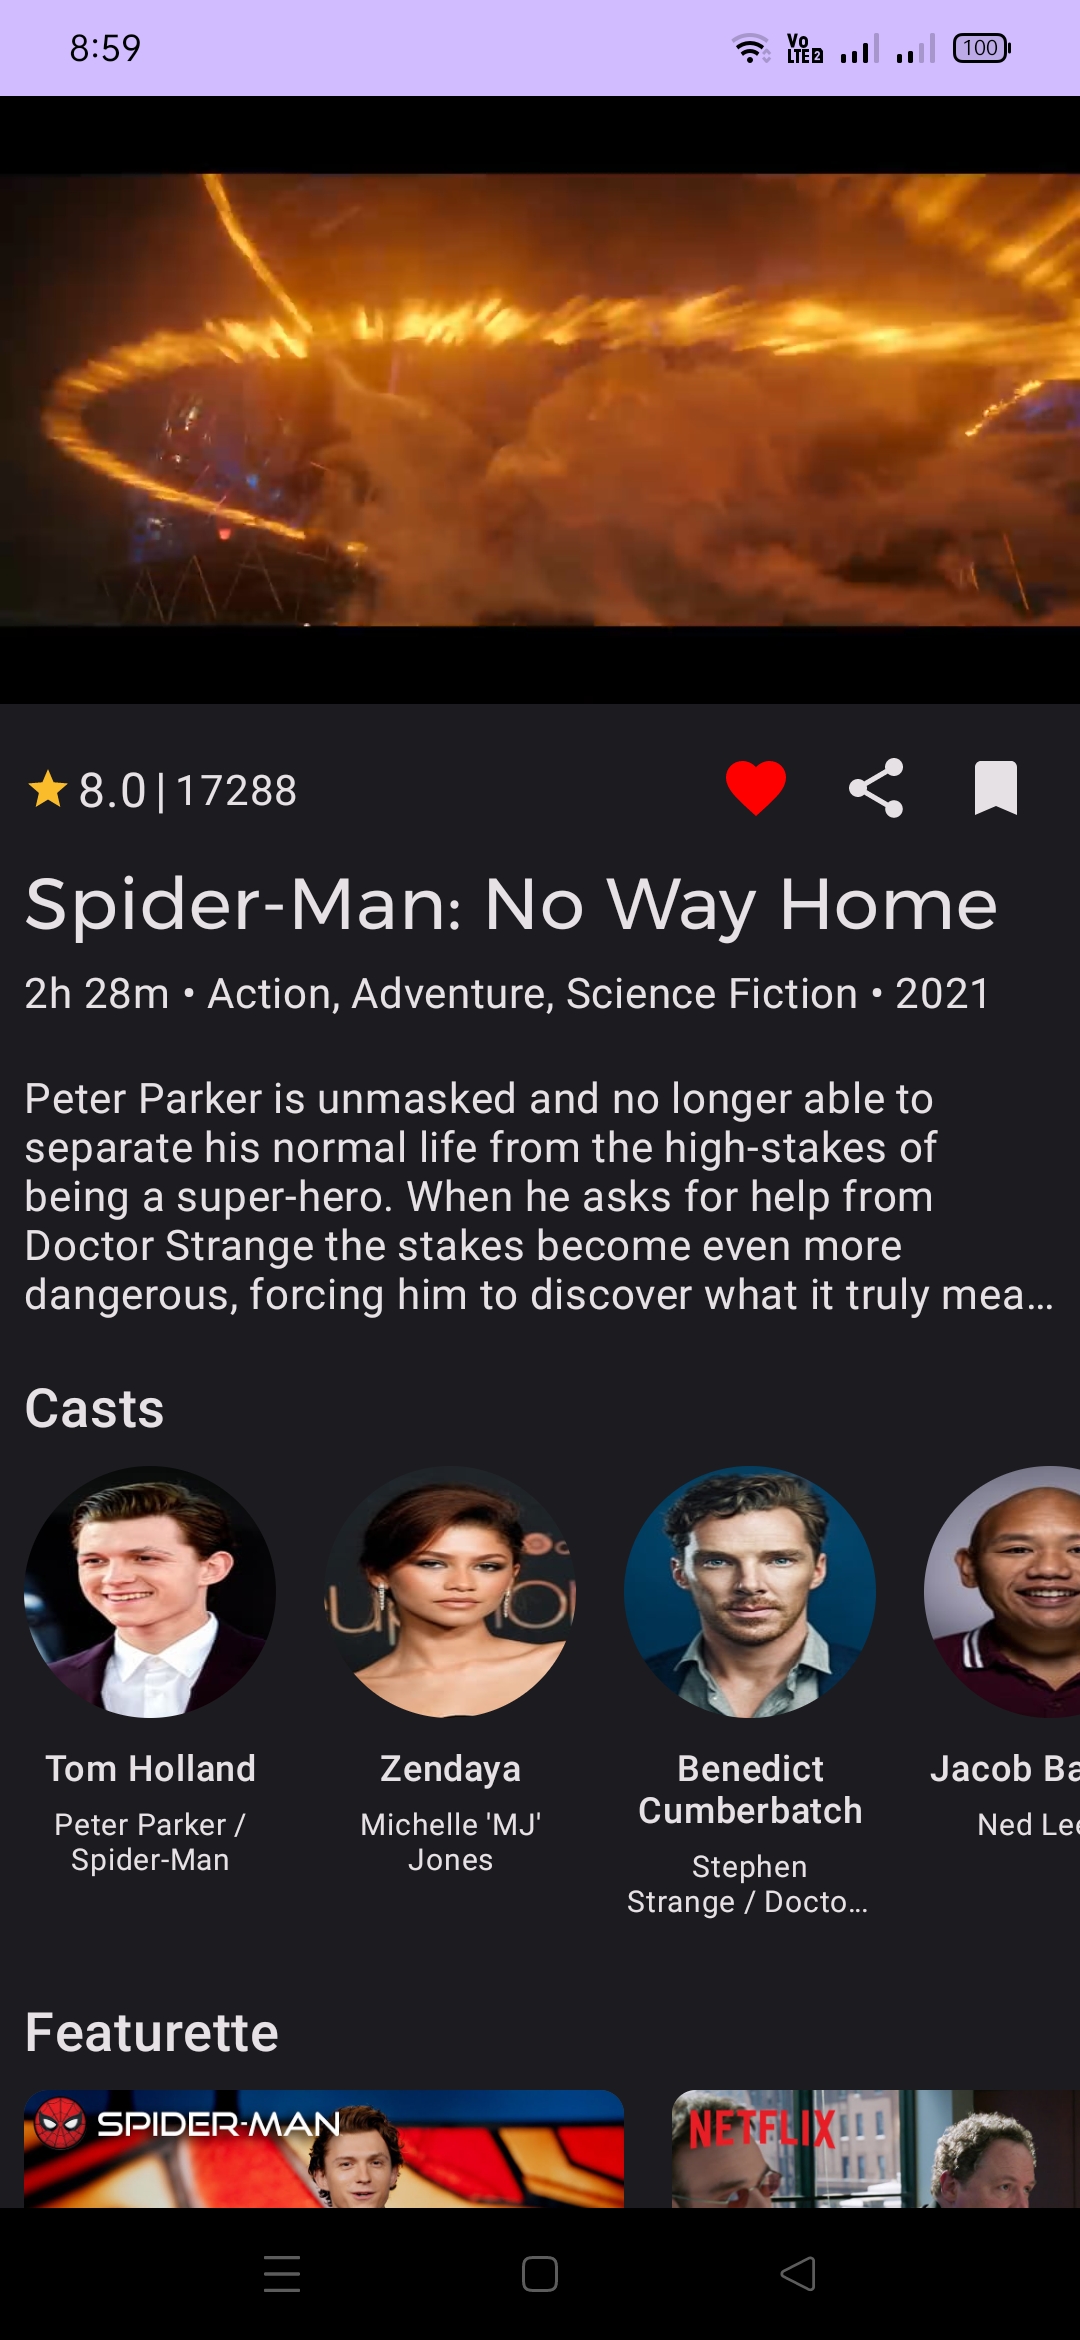 8:59
Vo
LTE 2
100
8.0 | 17288
Spider-Man: No Way Home
2h 28m • Action, Adventure, Science Fiction • 2021
Peter Parker is unmasked and no longer able to
separate his normal life from the high-stakes of
being a super-hero. When he asks for help from
Doctor Strange the stakes become even more
dangerous, forcing him to discover what it truly mea…
Casts
Tom Holland
Peter Parker /
Spider-Man
Zendaya
Michelle 'MJ'
Jones
Benedict
Cumberbatch
Stephen
Strange / Docto…
Jacob Ba
Ned Lee
Featurette
SPIDER-MAN
NETFLIX